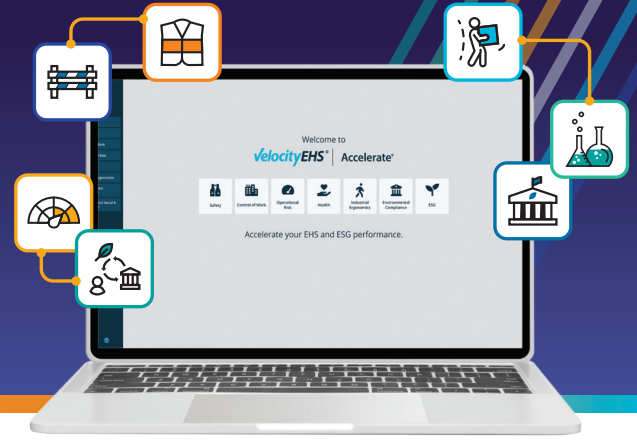 Welcome to
VelocityEHS® | Accelerate®
Safety
Control of Work
Operational
Risk
Health
Industrial
Ergonomics
Environmental
Compliance
ESG
Accelerate your EHS and ESG performance.